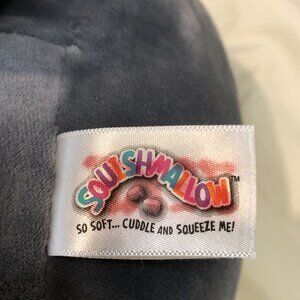 SQUISHMALLOW™
SO SOFT... CUDDLE AND SQUEEZE ME!